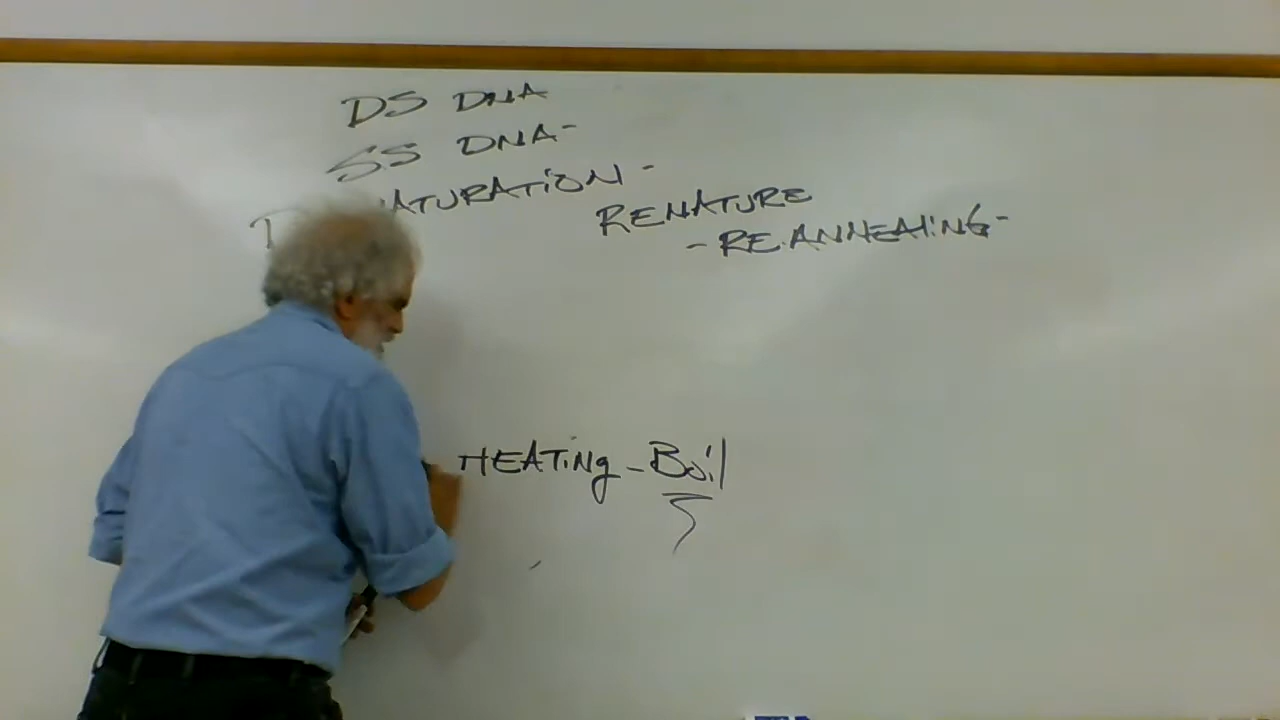 DS DNA
SS DNA-
ATURATION -
RENATURE
- RE.ANNEALING -
HEATING - Boil